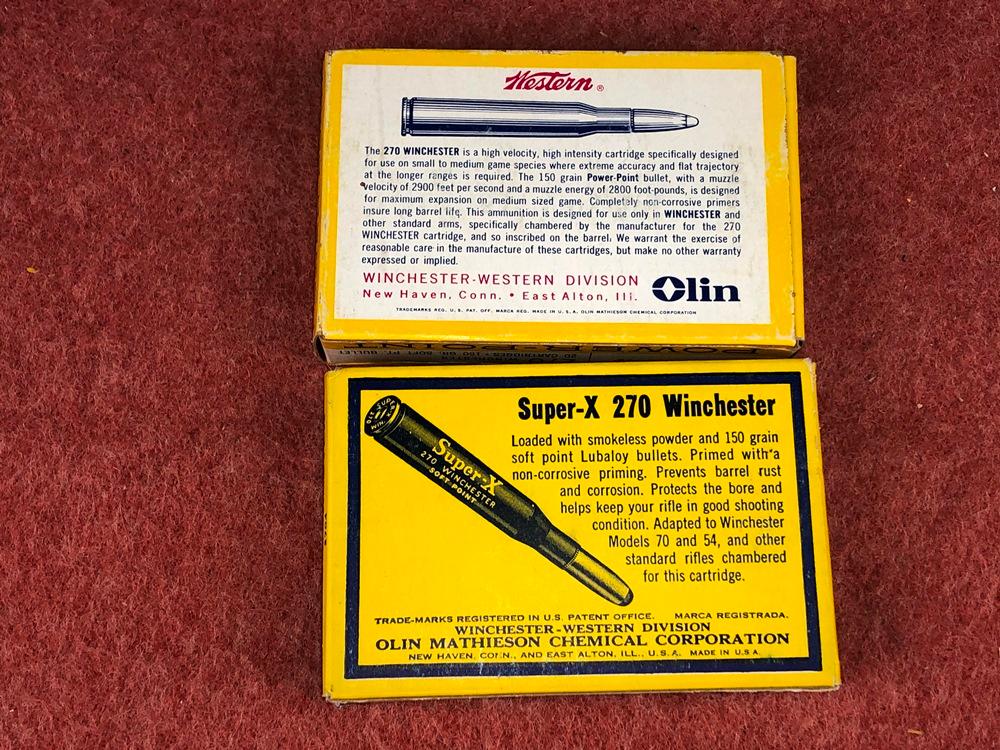 Western®
The 270 WINCHESTER is a high velocity, high intensity cartridge specifically designed
for use on small to medium game species where extreme accuracy and flat trajectory
at the longer ranges is required. The 150 grain Power-Point bullet, with a muzzle
velocity of 2900 feet per second and a muzzle energy of 2800 foot-pounds, is designed
for maximum expansion on medium sized game. Completely non-corrosive primers
insure long barrel life. This ammunition is designed for use only in WINCHESTER and
other standard arms, specifically chambered by the manufacturer for the 270
WINCHESTER cartridge, and so inscribed on the barrel. We warrant the exercise of
reasonable care in the manufacture of these cartridges, but make no other warranty
expressed or implied.
WINCHESTER-WESTERN DIVISION
New Haven, Conn. • East Alton, Ill.
Olin
TRADEMARKS REG. U. S. PAT. OFF. MARCA REG. MADE IN U. S. A. OLIN MATHIESON CHEMICAL CORPORATION
20 CARTRIDGES • 150 GR. SOFT PT. BULLET
POWER-POINT
Super-X 270 Winchester
Loaded with smokeless powder and 150 grain
soft point Lubaloy bullets. Primed with a
non-corrosive priming. Prevents barrel rust
and corrosion. Protects the bore and
helps keep your rifle in good shooting
condition. Adapted to Winchester
Models 70 and 54, and other
standard rifles chambered
for this cartridge.
SUPER
WIN.
Super-X
270 WINCHESTER
SOFT POINT
TRADE-MARKS REGISTERED IN U.S. PATENT OFFICE. MARCA REGISTRADA.
WINCHESTER-WESTERN DIVISION
OLIN MATHIESON CHEMICAL CORPORATION
NEW HAVEN, CONN., AND EAST ALTON, ILL., U.S.A. MADE IN U.S.A.